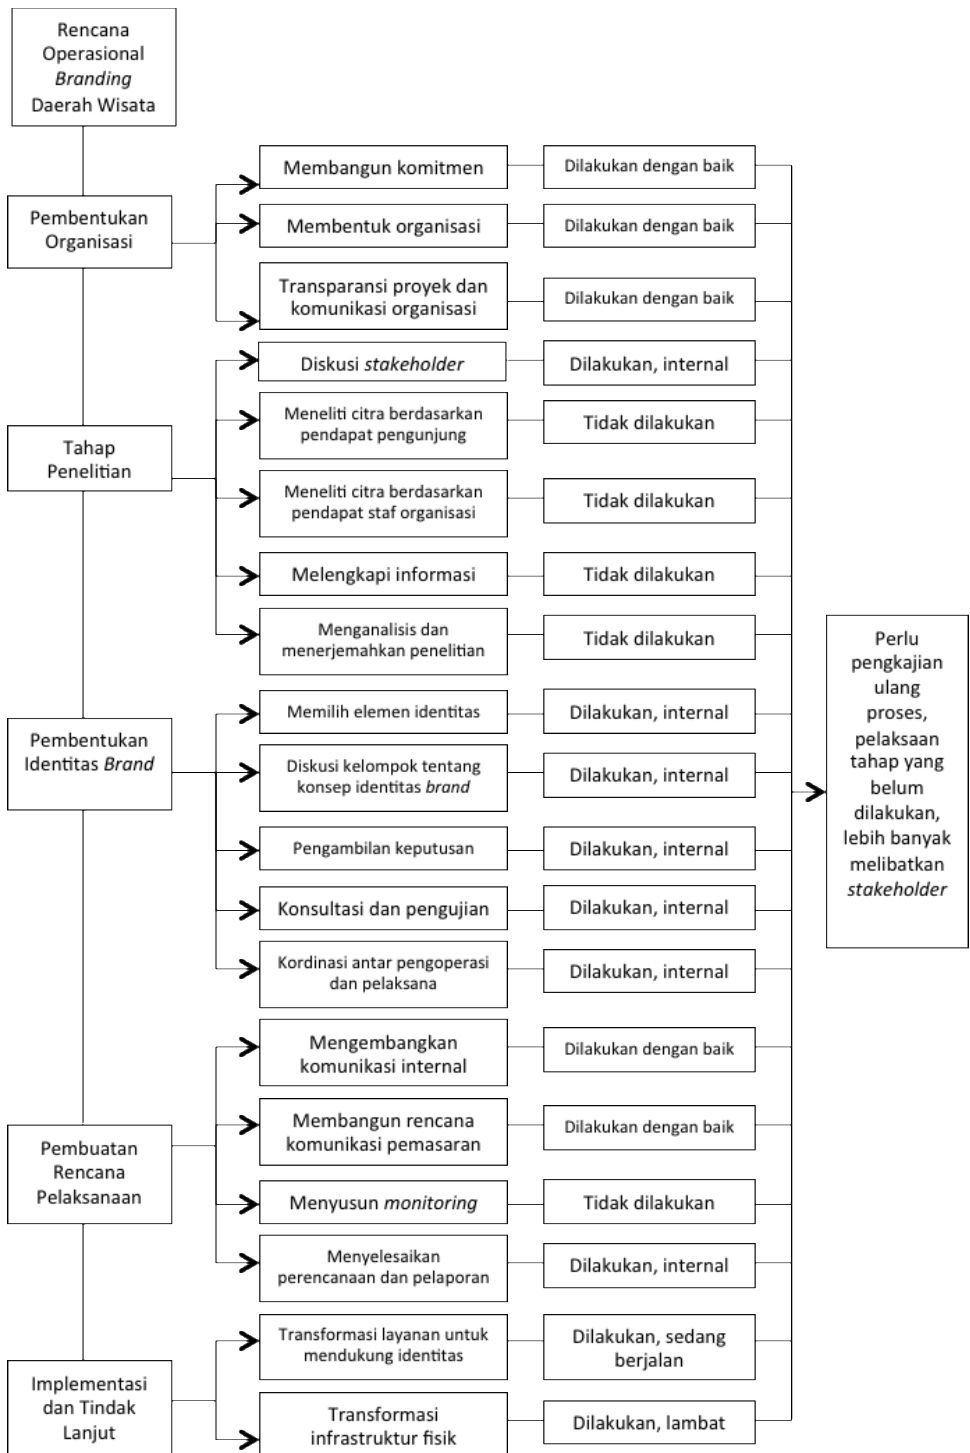 Rencana
Operasional
Branding
Daerah Wisata
Pembentukan
Organisasi
Membangun komitmen
Dilakukan dengan baik
Membentuk organisasi
Dilakukan dengan baik
Transparansi proyek dan
komunikasi organisasi
Dilakukan dengan baik
Tahap
Penelitian
Diskusi stakeholder
Dilakukan, internal
Meneliti citra berdasarkan
pendapat pengunjung
Tidak dilakukan
Meneliti citra berdasarkan
pendapat staf organisasi
Tidak dilakukan
Melengkapi informasi
Tidak dilakukan
Menganalisis dan
menerjemahkan penelitian
Tidak dilakukan
Pembentukan
Identitas Brand
Memilih elemen identitas
Dilakukan, internal
Diskusi kelompok tentang
konsep identitas brand
Dilakukan, internal
Pengambilan keputusan
Dilakukan, internal
Konsultasi dan pengujian
Dilakukan, internal
Kordinasi antar pengoperasi
dan pelaksana
Dilakukan, internal
Pembuatan
Rencana
Pelaksanaan
Mengembangkan
komunikasi internal
Dilakukan dengan baik
Membangun rencana
komunikasi pemasaran
Dilakukan dengan baik
Menyusun monitoring
Tidak dilakukan
Menyelesaikan
perencanaan dan pelaporan
Dilakukan, internal
Implementasi
dan Tindak
Lanjut
Transformasi layanan untuk
mendukung identitas
Dilakukan, sedang
berjalan
Transformasi
infrastruktur fisik
Dilakukan, lambat
Perlu
pengkajian
ulang
proses,
pelaksaan
tahap yang
belum
dilakukan,
lebih banyak
melibatkan
stakeholder